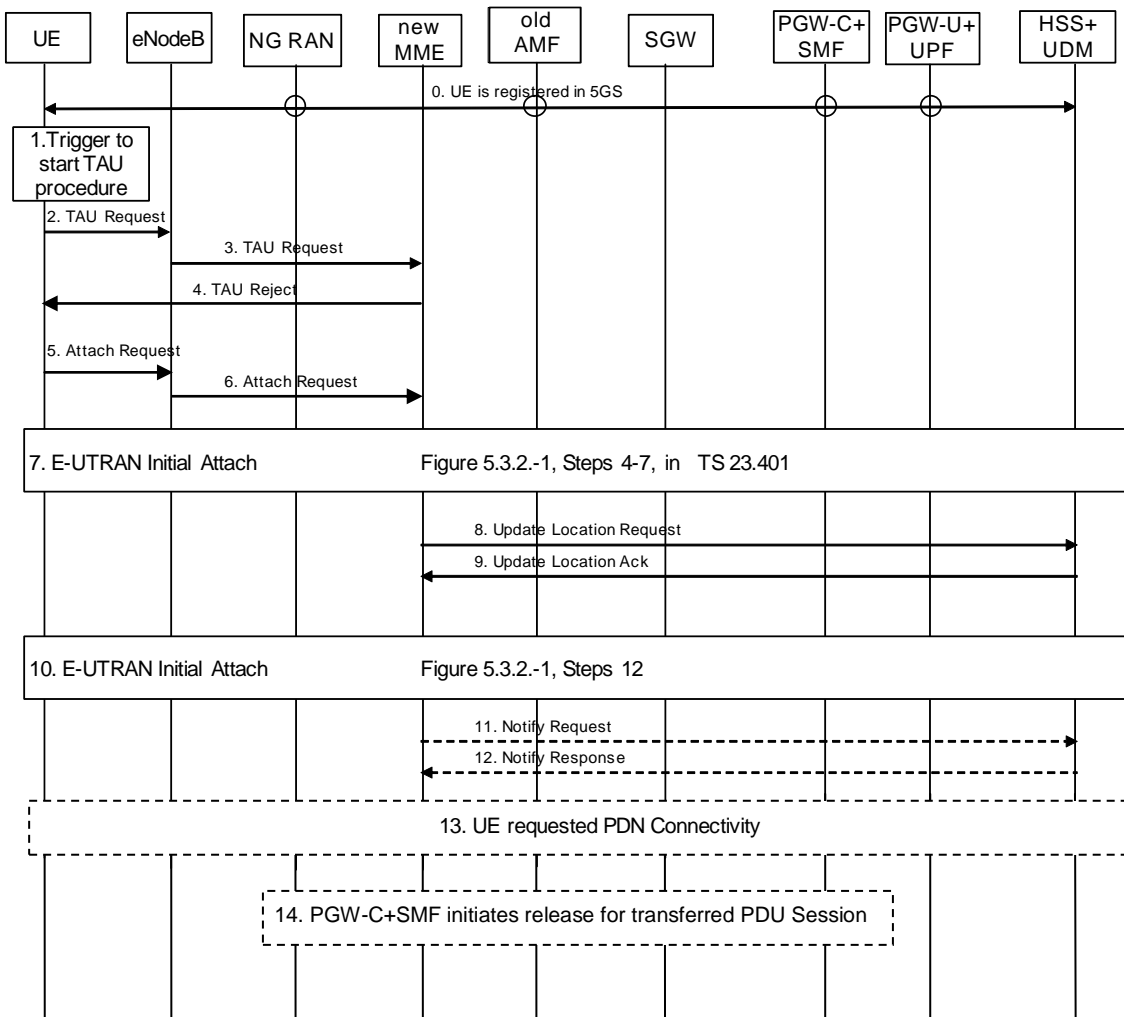 UE
eNodeB
NG RAN
new
MME
old
AMF
SGW
PGW-C+
SMF
PGW-U+
UPF
HSS+
UDM
0. UE is registered in 5GS
1.Trigger to
start TAU
procedure
2. TAU Request
3. TAU Request
4. TAU Reject
5. Attach Request
6. Attach Request
7. E-UTRAN Initial Attach Figure 5.3.2.-1, Steps 4-7, in TS 23.401
8. Update Location Request
9. Update Location Ack
10. E-UTRAN Initial Attach Figure 5.3.2.-1, Steps 12
11. Notify Request
12. Notify Response
13. UE requested PDN Connectivity
14. PGW-C+SMF initiates release for transferred PDU Session